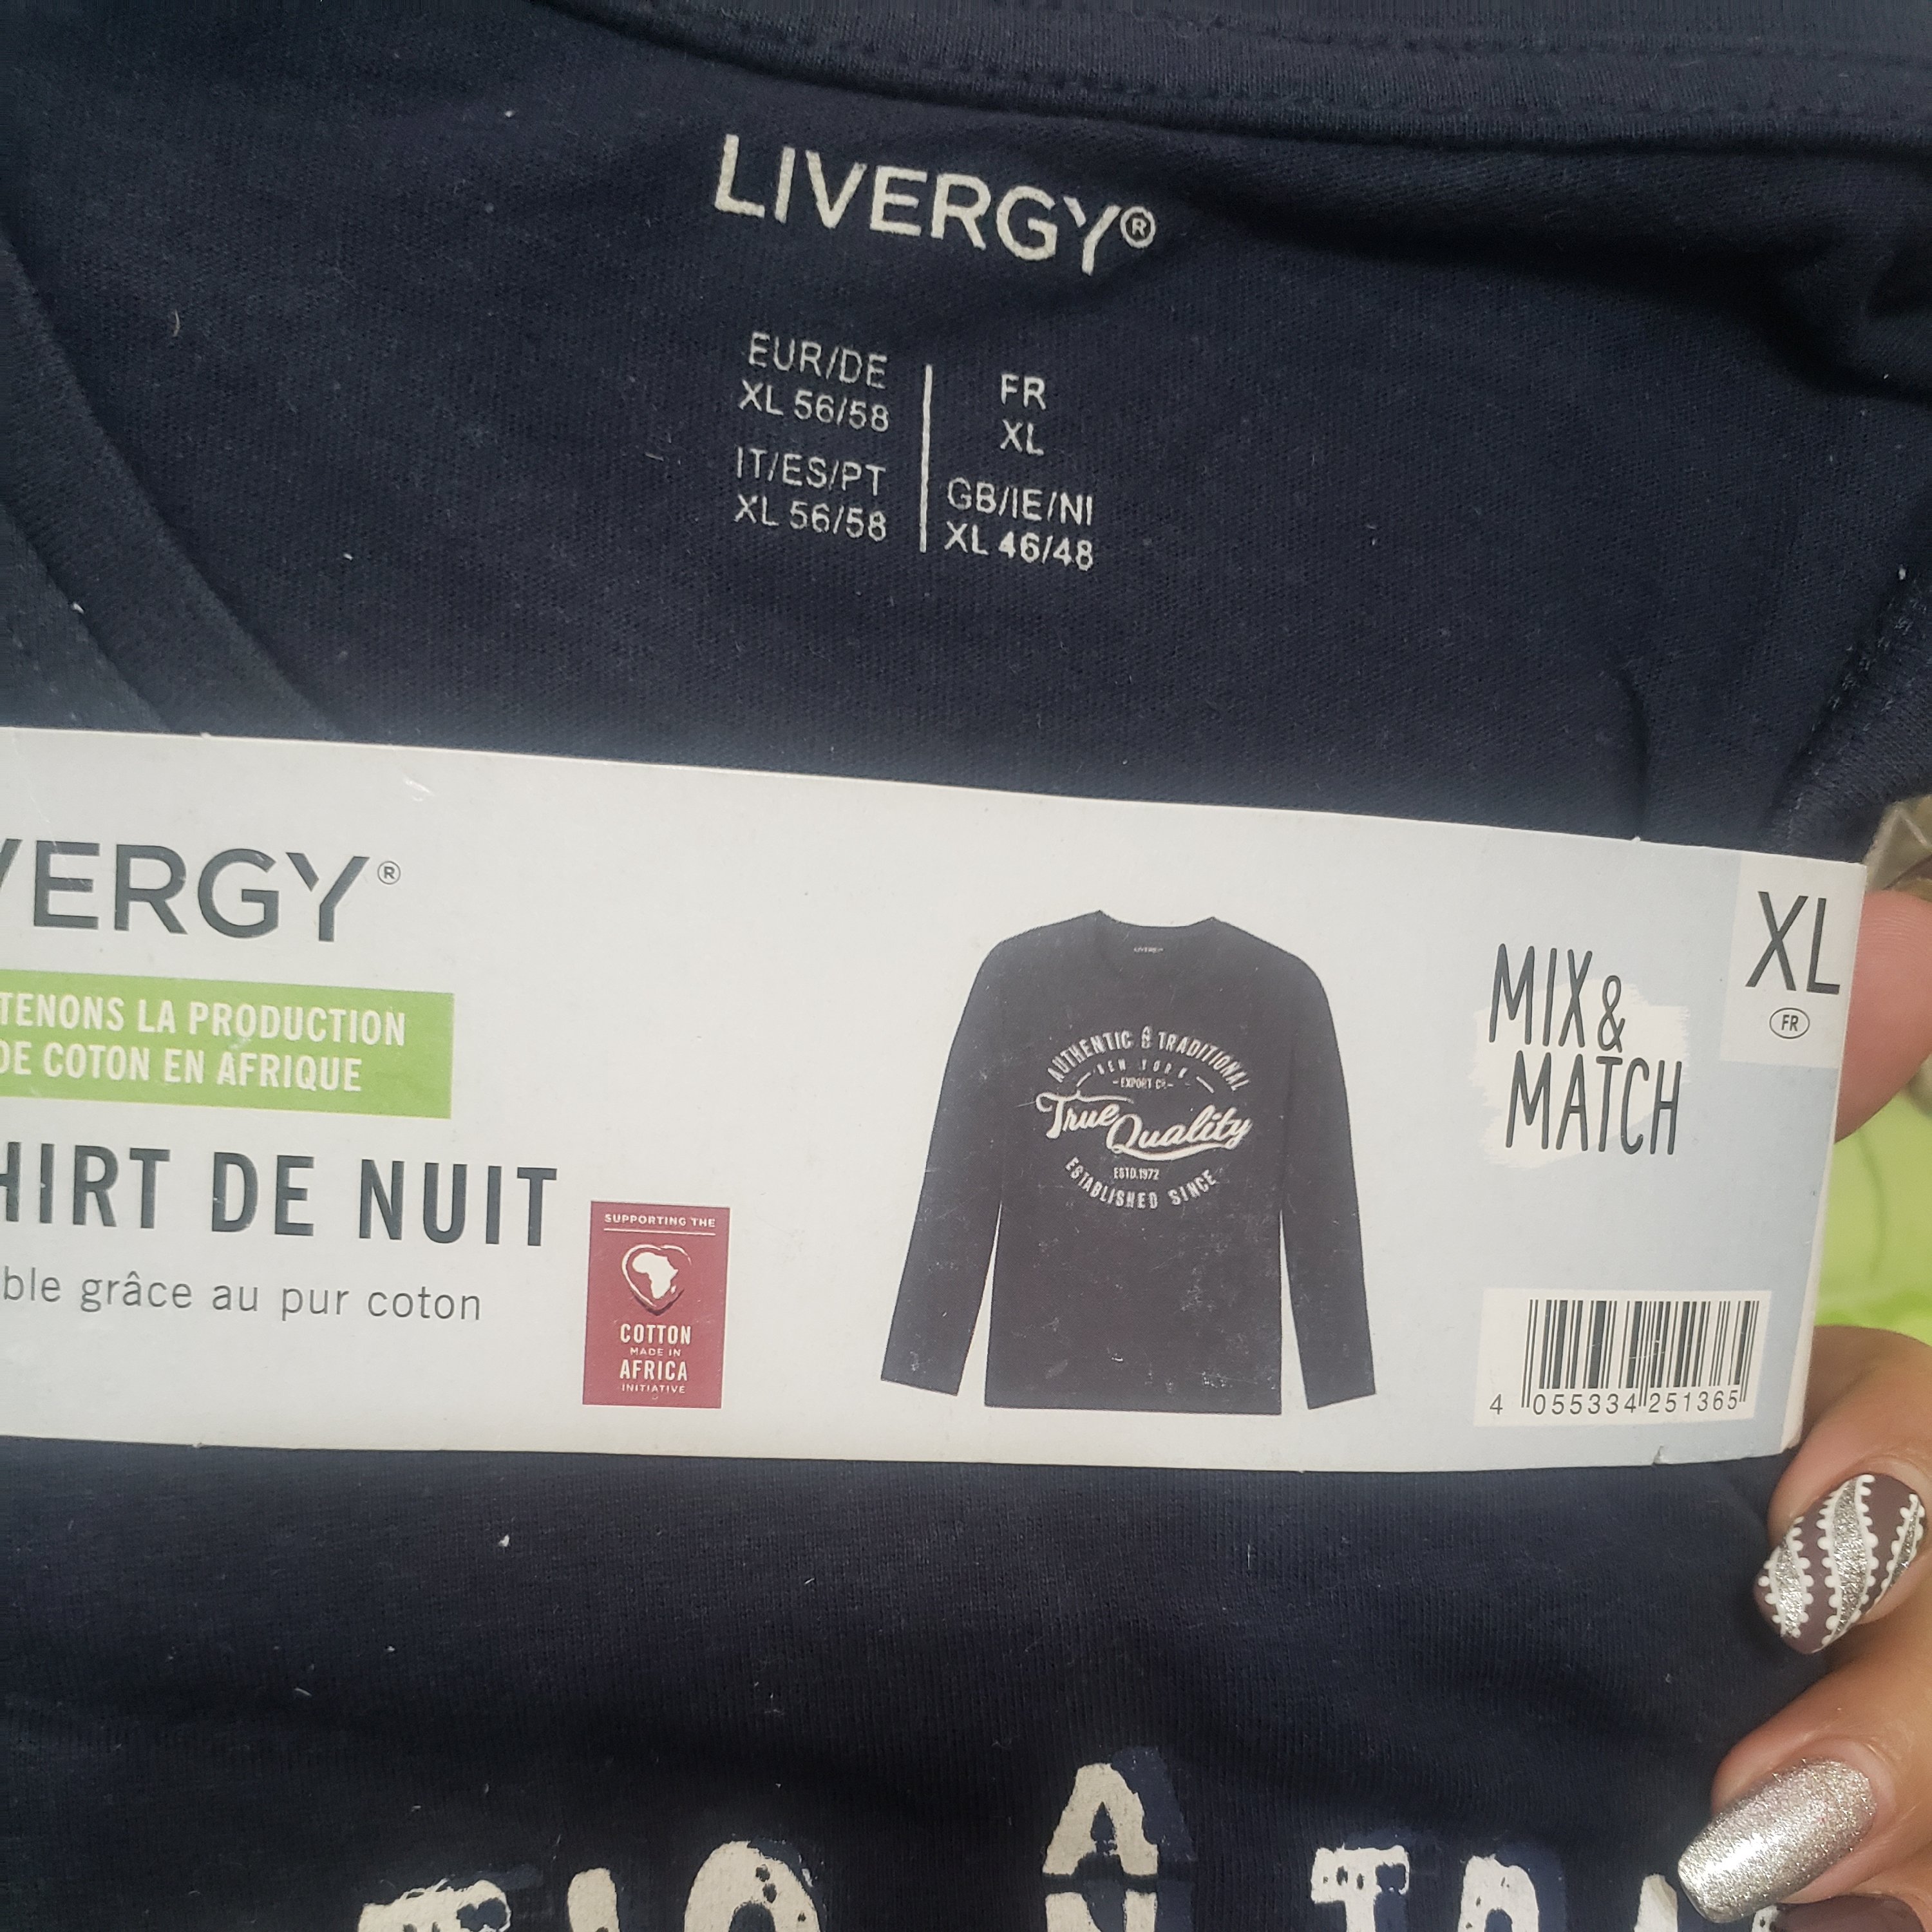 LIVERGY®
EUR/DE
XL 56/58
IT/ES/PT
XL 56/58
FR
XL
GB/IE/NI
XL 46/48
VERGY®
TENONS LA PRODUCTION
DE COTON EN AFRIQUE
HIRT DE NUIT
ble grâce au pur coton
SUPPORTING THE
COTTON
MADE IN
AFRICA
INITIATIVE
LIVERGY
AUTHENTIC & TRADITIONAL
NEW YORK
-EXPORT CO-
True Quality
ESTD.1972
ESTABLISHED SINCE
MIX &
MATCH
XL
FR
4 055334 251365
TIC & TRA